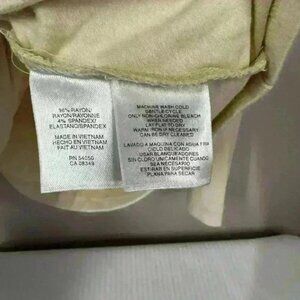 96% RAYON/
RAYONNE/RAYON
4% SPANDEX/
ELASTANO/SPANDEX
MADE IN VIETNAM
HECHO EN VIETNAM
FAIT AU VIETNAM
RN 54050
CA 08349
MACHINE WASH COLD
GENTLE CYCLE
ONLY NON-CHLORINE BLEACH
WHEN NEEDED
LAY FLAT TO DRY
WARM IRON IF NECESSARY
CAN BE DRY CLEANED
LAVADO A MAQUINA CON AGUA FRIA
CICLO DELICADO
USAR BLANQUEADORES
SIN CLORO UNICAMENTE CUANDO
SEA NECESARIO
ESTIRAR EN SUPERFICIE
PLANA PARA SECAR